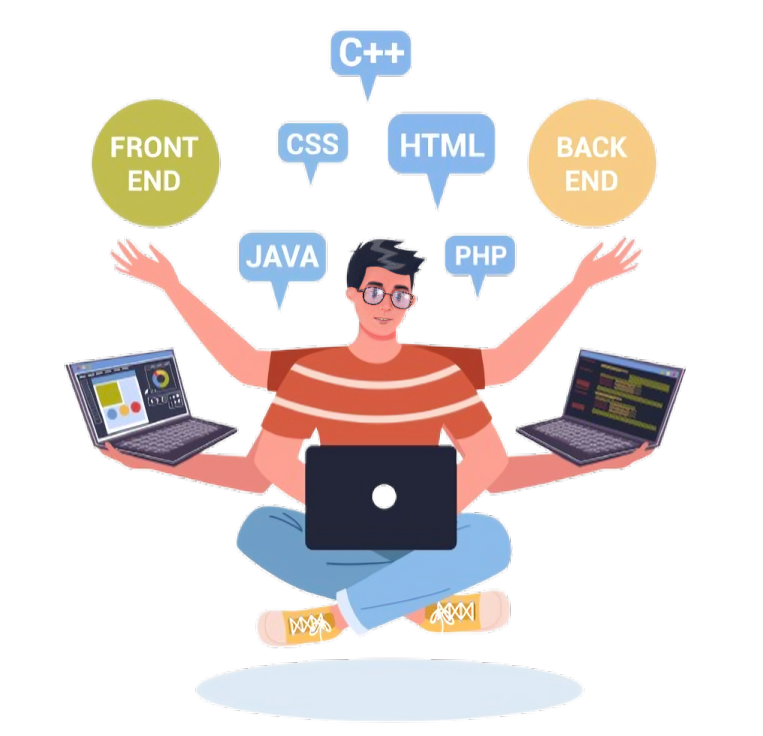 C++
FRONT
END
CSS
HTML
BACK
END
JAVA
PHP